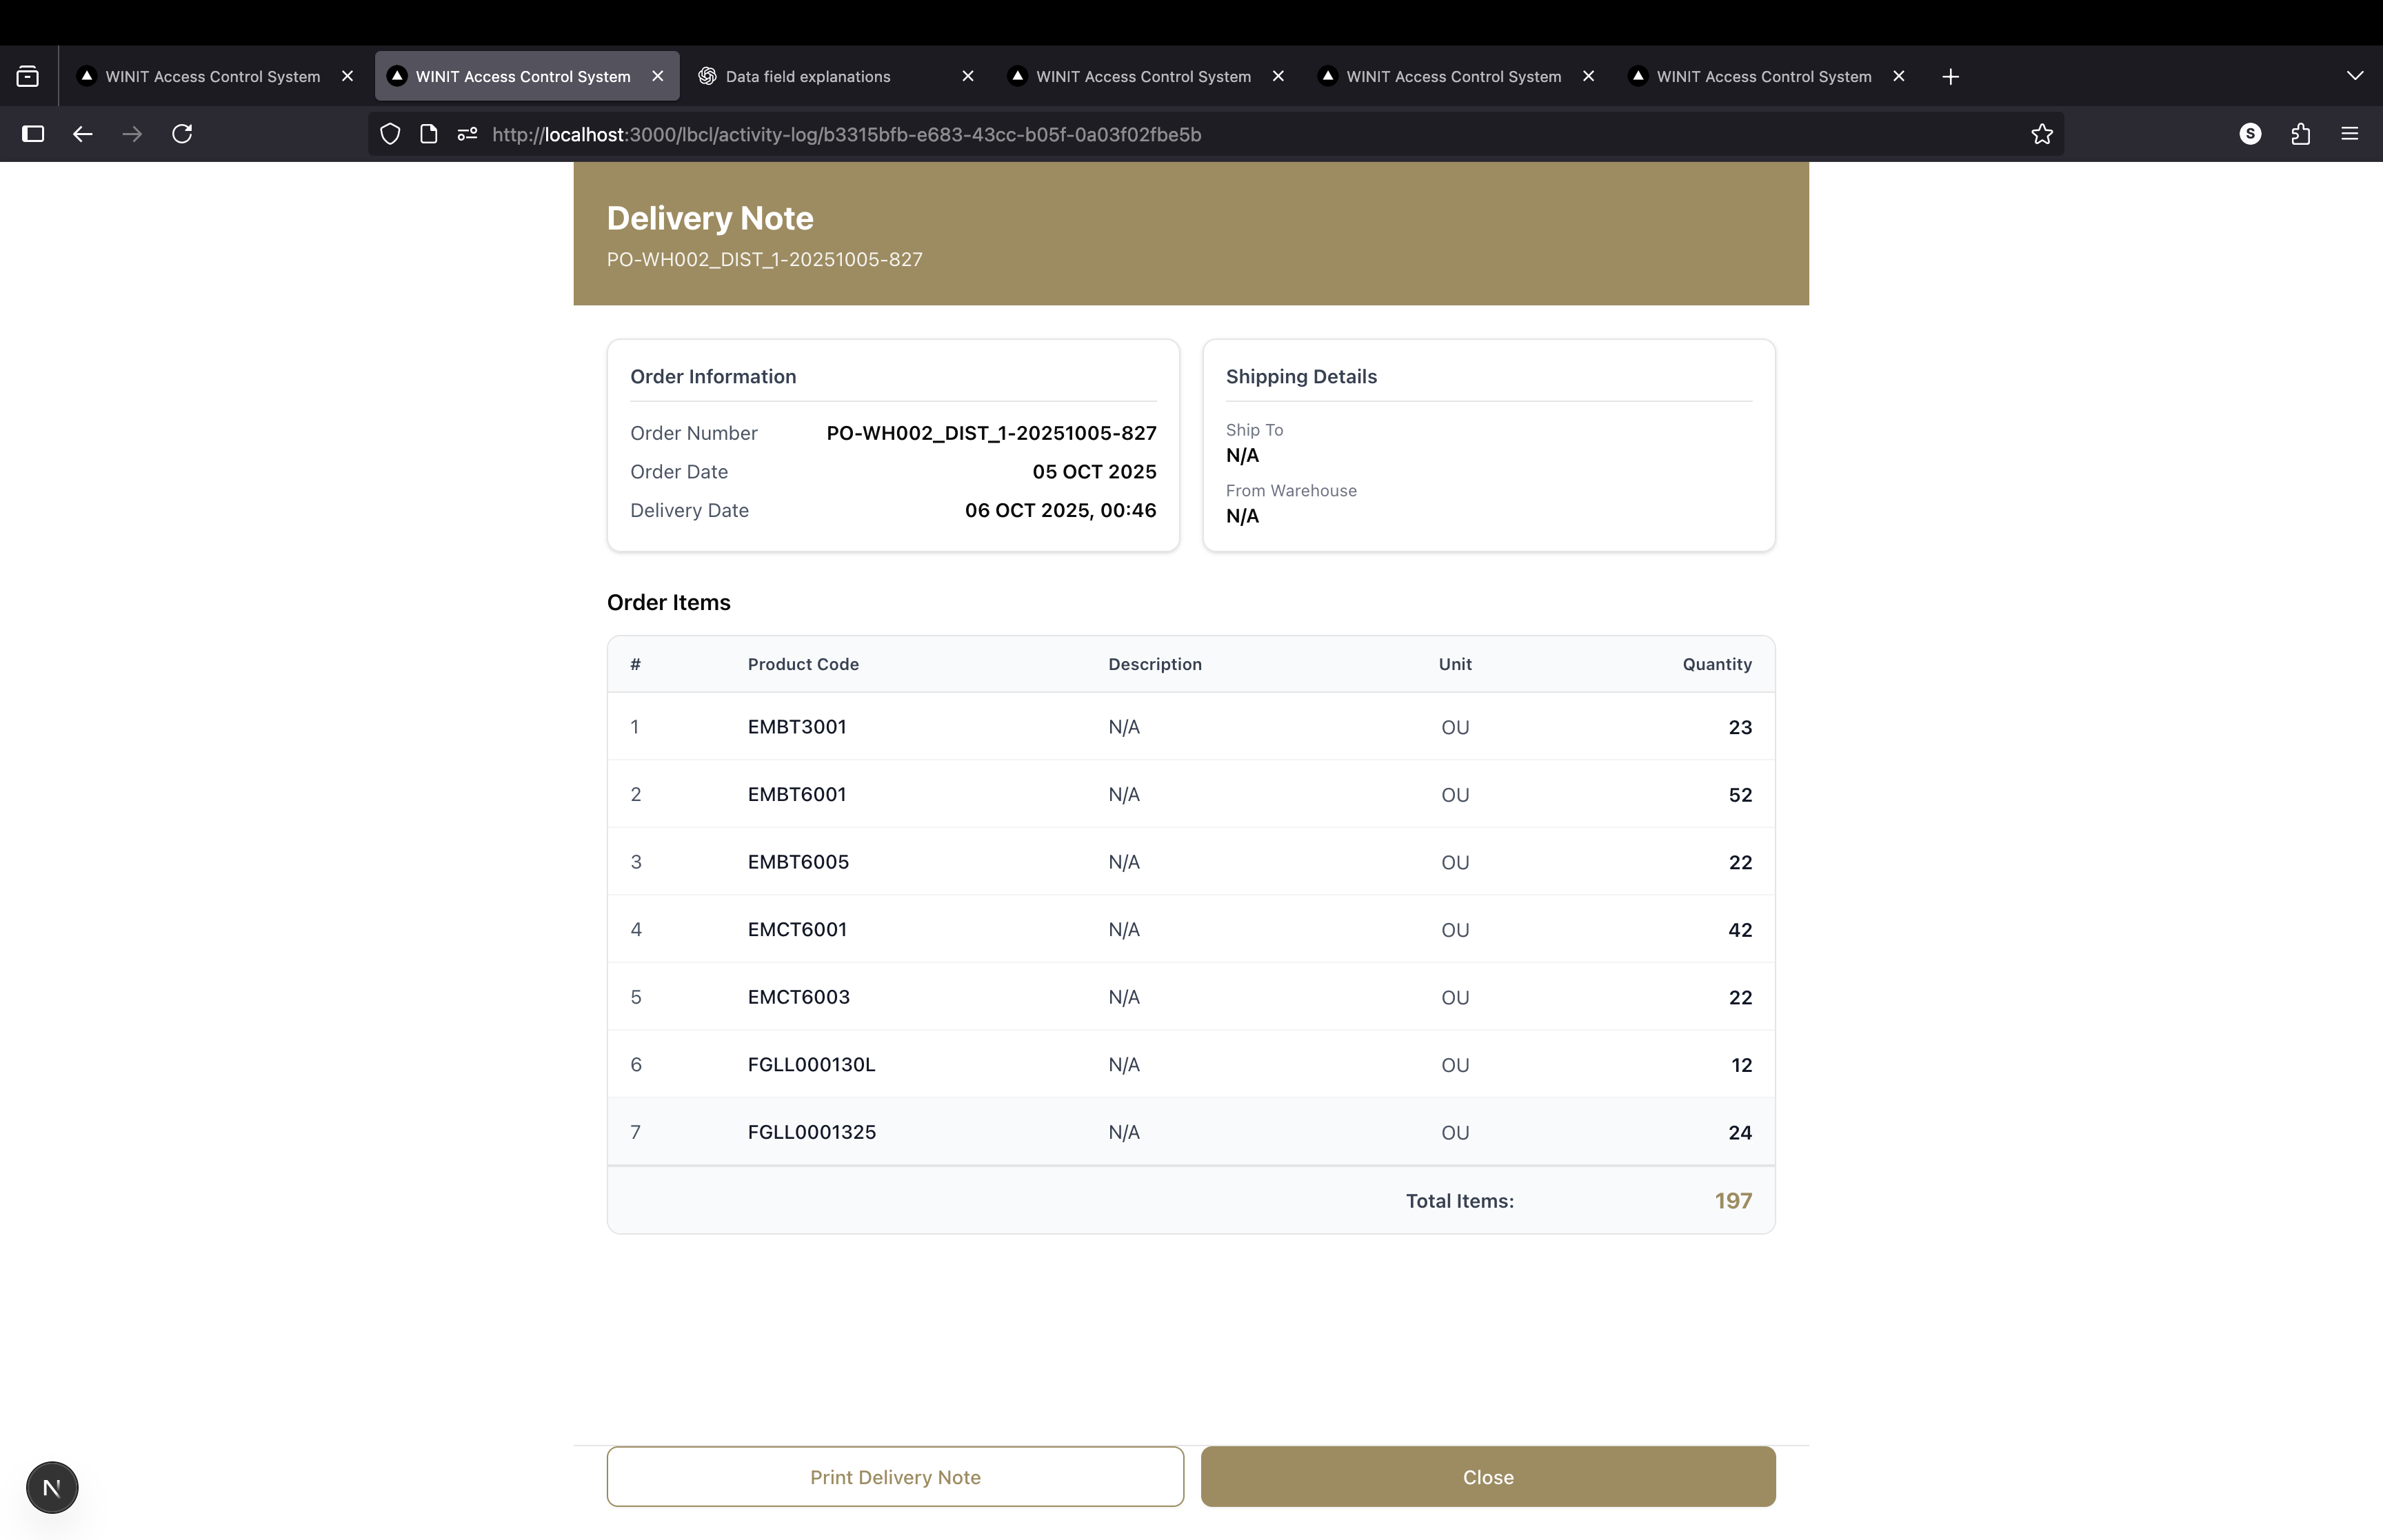 WINIT Access Control System
WINIT Access Control System
Data field explanations
WINIT Access Control System
WINIT Access Control System
WINIT Access Control System
http://localhost:3000/lbcl/activity-log/b3315bfb-e683-43cc-b05f-0a03f02fbe5b
S
Delivery Note
PO-WH002_DIST_1-20251005-827
Order Information
Order Number PO-WH002_DIST_1-20251005-827
Order Date 05 OCT 2025
Delivery Date 06 OCT 2025, 00:46
Shipping Details
Ship To
N/A
From Warehouse
N/A
Order Items
# Product Code Description Unit Quantity
1 EMBT3001 N/A OU 23
2 EMBT6001 N/A OU 52
3 EMBT6005 N/A OU 22
4 EMCT6001 N/A OU 42
5 EMCT6003 N/A OU 22
6 FGLL000130L N/A OU 12
7 FGLL0001325 N/A OU 24
Total Items: 197
Print Delivery Note
Close
N